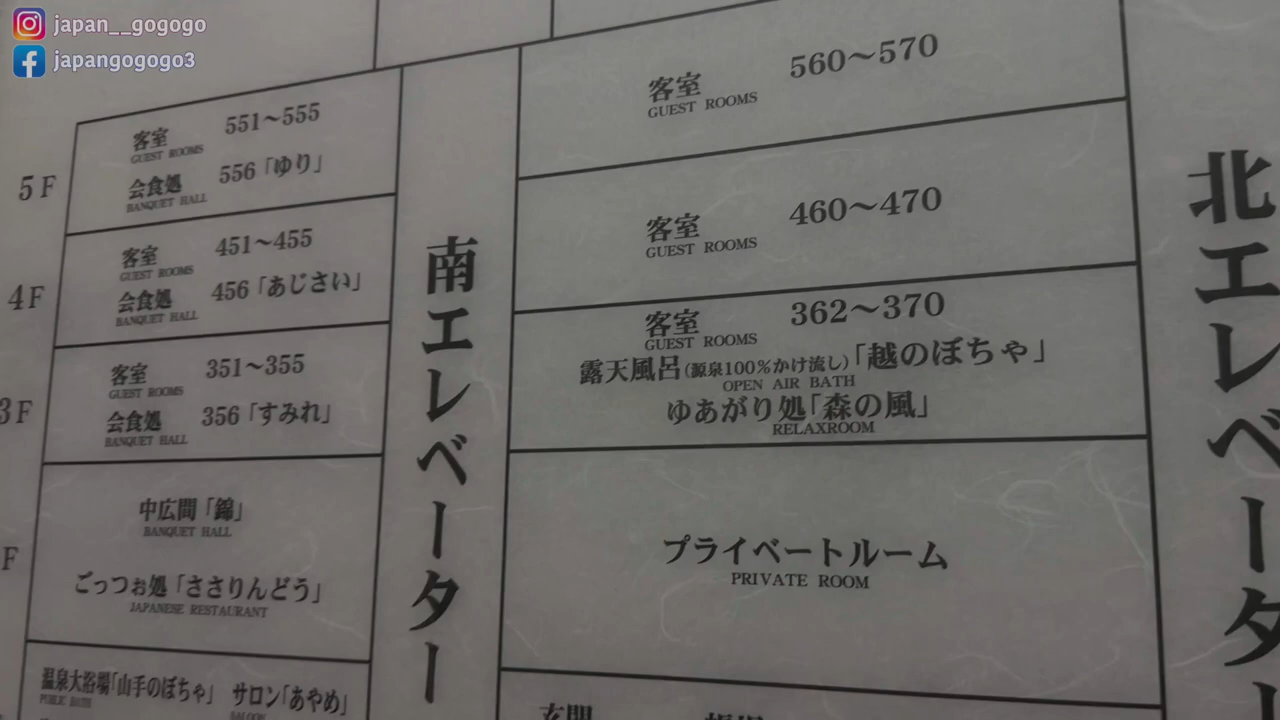 japan__gogogo
japangogogo3
5F
客室 551～555
GUEST ROOMS
会食処 556「ゆり」
BANQUET HALL
4F
客室 451～455
GUEST ROOMS
会食処 456「あじさい」
BANQUET HALL
3F
客室 351～355
GUEST ROOMS
会食処 356「すみれ」
BANQUET HALL
F
中広間「錦」
BANQUET HALL
ごっつぉ処「ささりんどう」
JAPANESE RESTAURANT
温泉大浴場「山手のぼちゃ」 サロン「あやめ」
PUBLIC BATH SALOON
南エレベーター
客室 560～570
GUEST ROOMS
客室 460～470
GUEST ROOMS
客室 362～370
GUEST ROOMS
露天風呂(源泉100%かけ流し)「越のぼちゃ」
OPEN AIR BATH
ゆあがり処「森の風」
RELAXROOM
プライベートルーム
PRIVATE ROOM
玄関
北エレベーター